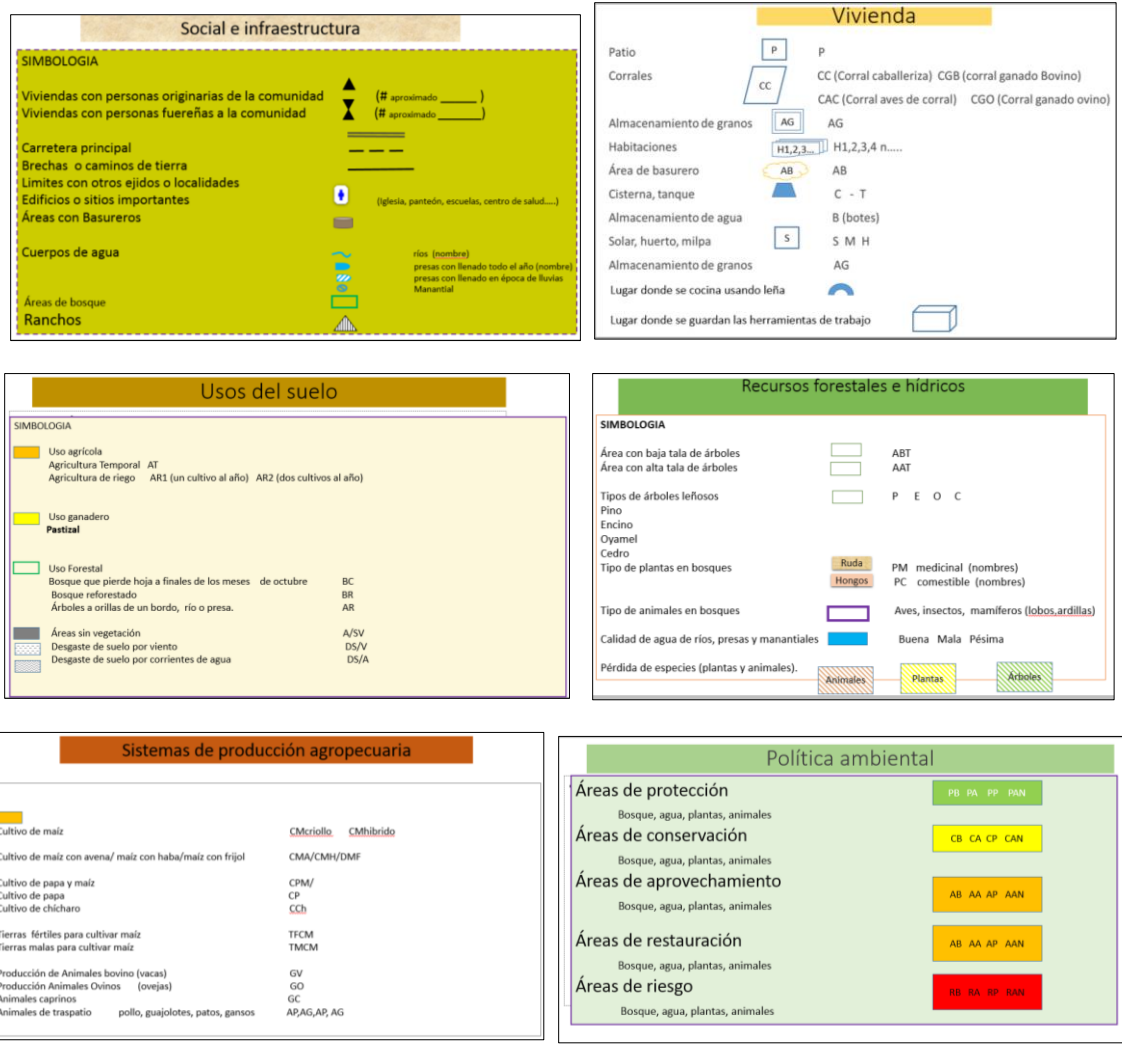 Social e infraestructura
SIMBOLOGIA
Viviendas con personas originarias de la comunidad (# aproximado ______ )
Viviendas con personas fuereñas a la comunidad (# aproximado _______)
Carretera principal
Brechas o caminos de tierra
Limites con otros ejidos o localidades
Edificios o sitios importantes (Iglesia, panteón, escuelas, centro de salud.....)
Áreas con Basureros
Cuerpos de agua ríos (nombre)
presas con llenado todo el año (nombre)
presas con llenado en época de lluvias
Manantial
Áreas de bosque
Ranchos
Vivienda
Patio P P
Corrales CC CC (Corral caballeriza) CGB (corral ganado Bovino)
CAC (Corral aves de corral) CGO (Corral ganado ovino)
Almacenamiento de granos AG AG
Habitaciones H1,2,3... H1,2,3,4 n.....
Área de basurero AB AB
Cisterna, tanque C - T
Almacenamiento de agua B (botes)
Solar, huerto, milpa S S M H
Almacenamiento de granos AG
Lugar donde se cocina usando leña
Lugar donde se guardan las herramientas de trabajo
Usos del suelo
SIMBOLOGIA
Uso agrícola
Agricultura Temporal AT
Agricultura de riego AR1 (un cultivo al año) AR2 (dos cultivos al año)
Uso ganadero
Pastizal
Uso Forestal
Bosque que pierde hoja a finales de los meses de octubre BC
Bosque reforestado BR
Árboles a orillas de un bordo, río o presa. AR
Áreas sin vegetación A/SV
Desgaste de suelo por viento DS/V
Desgaste de suelo por corrientes de agua DS/A
Recursos forestales e hídricos
SIMBOLOGIA
Área con baja tala de árboles ABT
Área con alta tala de árboles AAT
Tipos de árboles leñosos P E O C
Pino
Encino
Oyamel
Cedro
Tipo de plantas en bosques Ruda PM medicinal (nombres)
Hongos PC comestible (nombres)
Tipo de animales en bosques Aves, insectos, mamíferos (lobos,ardillas)
Calidad de agua de ríos, presas y manantiales Buena Mala Pésima
Pérdida de especies (plantas y animales). Animales Plantas Árboles
Sistemas de producción agropecuaria
Cultivo de maíz CMcriollo CMhibrido
Cultivo de maíz con avena/ maíz con haba/maíz con frijol CMA/CMH/DMF
Cultivo de papa y maíz CPM/
Cultivo de papa CP
Cultivo de chícharo CCh
Tierras fértiles para cultivar maíz TFCM
Tierras malas para cultivar maíz TMCM
Producción de Animales bovino (vacas) GV
Producción Animales Ovinos (ovejas) GO
Animales caprinos GC
Animales de traspatio pollo, guajolotes, patos, gansos AP,AG,AP, AG
Política ambiental
Áreas de protección PB PA PP PAN
Bosque, agua, plantas, animales
Áreas de conservación CB CA CP CAN
Bosque, agua, plantas, animales
Áreas de aprovechamiento AB AA AP AAN
Bosque, agua, plantas, animales
Áreas de restauración AB AA AP AAN
Bosque, agua, plantas, animales
Áreas de riesgo RB RA RP RAN
Bosque, agua, plantas, animales